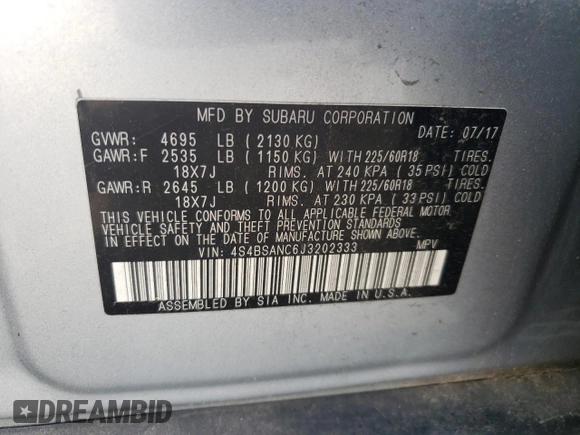 MFD BY SUBARU CORPORATION
GVWR: 4695 LB ( 2130 KG) DATE: 07/17
GAWR:F 2535 LB ( 1150 KG) WITH 225/60R18 TIRES.
18X7J RIMS. AT 240 KPA ( 35 PSI) COLD
GAWR:R 2645 LB ( 1200 KG) WITH 225/60R18 TIRES.
18X7J RIMS. AT 230 KPA ( 33 PSI) COLD
THIS VEHICLE CONFORMS TO ALL APPLICABLE FEDERAL MOTOR
VEHICLE SAFETY AND THEFT PREVENTION STANDARDS
IN EFFECT ON THE DATE OF MANUFACTURE SHOWN ABOVE.
VIN: 4S4BSANC6J3202333 MPV
ASSEMBLED BY SIA INC. MADE IN U.S.A.
DREAMBID